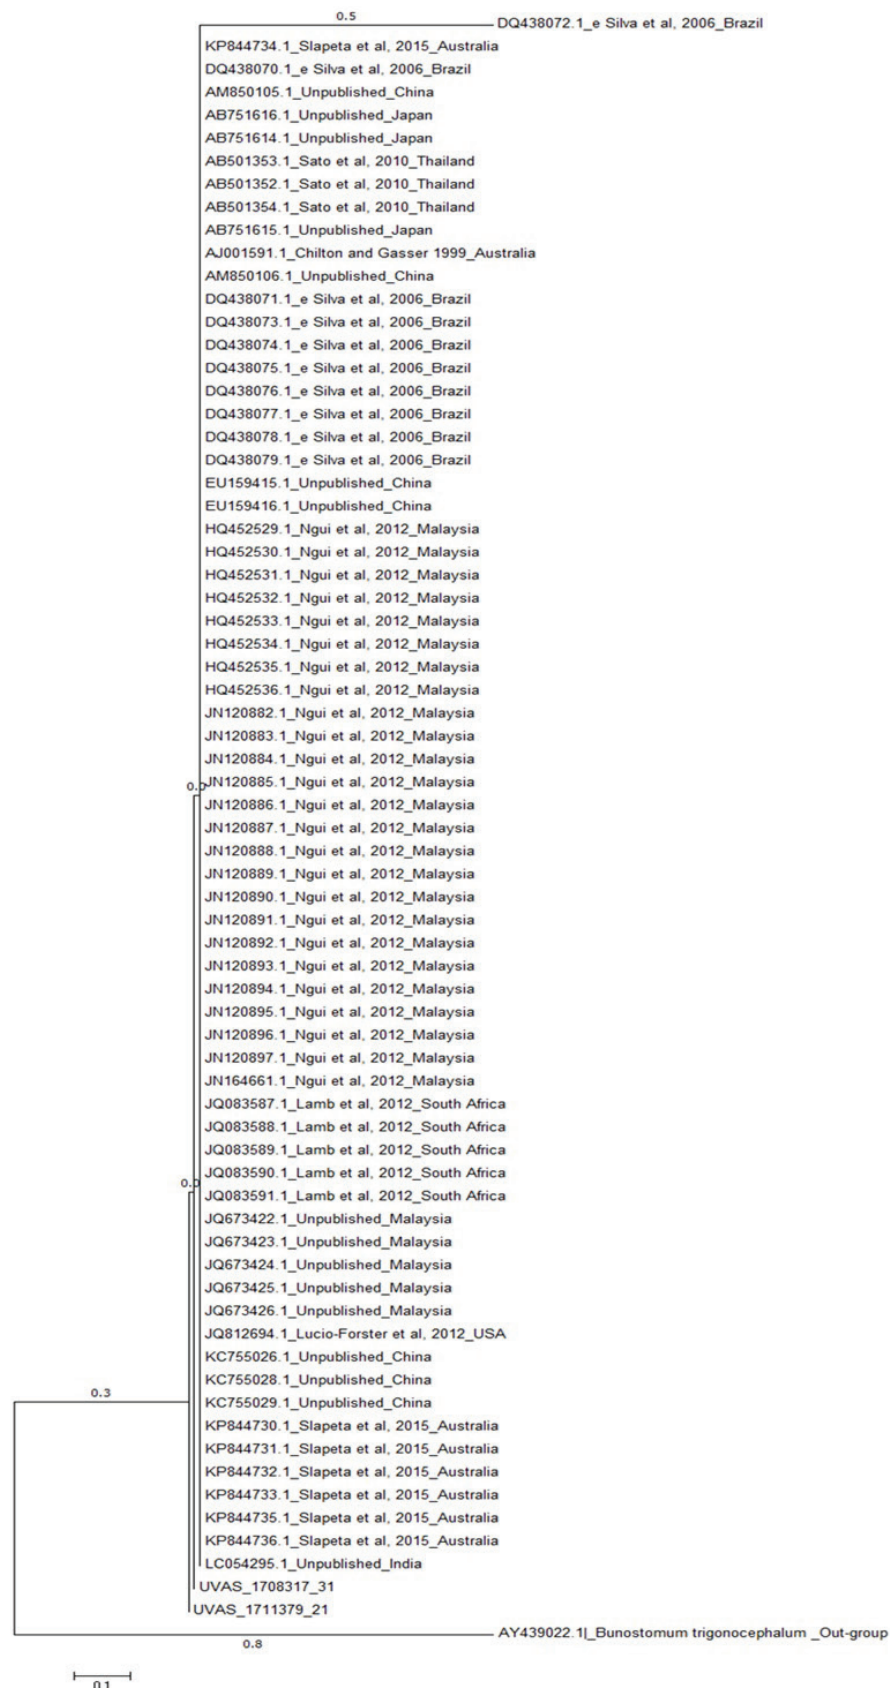 0.5
DQ438072.1_e Silva et al, 2006_Brazil
KP844734.1_Slapeta et al, 2015_Australia
DQ438070.1_e Silva et al, 2006_Brazil
AM850105.1_Unpublished_China
AB751616.1_Unpublished_Japan
AB751614.1_Unpublished_Japan
AB501353.1_Sato et al, 2010_Thailand
AB501352.1_Sato et al, 2010_Thailand
AB501354.1_Sato et al, 2010_Thailand
AB751615.1_Unpublished_Japan
AJ001591.1_Chilton and Gasser 1999_Australia
AM850106.1_Unpublished_China
DQ438071.1_e Silva et al, 2006_Brazil
DQ438073.1_e Silva et al, 2006_Brazil
DQ438074.1_e Silva et al, 2006_Brazil
DQ438075.1_e Silva et al, 2006_Brazil
DQ438076.1_e Silva et al, 2006_Brazil
DQ438077.1_e Silva et al, 2006_Brazil
DQ438078.1_e Silva et al, 2006_Brazil
DQ438079.1_e Silva et al, 2006_Brazil
EU159415.1_Unpublished_China
EU159416.1_Unpublished_China
HQ452529.1_Ngui et al, 2012_Malaysia
HQ452530.1_Ngui et al, 2012_Malaysia
HQ452531.1_Ngui et al, 2012_Malaysia
HQ452532.1_Ngui et al, 2012_Malaysia
HQ452533.1_Ngui et al, 2012_Malaysia
HQ452534.1_Ngui et al, 2012_Malaysia
HQ452535.1_Ngui et al, 2012_Malaysia
HQ452536.1_Ngui et al, 2012_Malaysia
JN120882.1_Ngui et al, 2012_Malaysia
JN120883.1_Ngui et al, 2012_Malaysia
JN120884.1_Ngui et al, 2012_Malaysia
JN120885.1_Ngui et al, 2012_Malaysia
0.0
JN120886.1_Ngui et al, 2012_Malaysia
JN120887.1_Ngui et al, 2012_Malaysia
JN120888.1_Ngui et al, 2012_Malaysia
JN120889.1_Ngui et al, 2012_Malaysia
JN120890.1_Ngui et al, 2012_Malaysia
JN120891.1_Ngui et al, 2012_Malaysia
JN120892.1_Ngui et al, 2012_Malaysia
JN120893.1_Ngui et al, 2012_Malaysia
JN120894.1_Ngui et al, 2012_Malaysia
JN120895.1_Ngui et al, 2012_Malaysia
JN120896.1_Ngui et al, 2012_Malaysia
JN120897.1_Ngui et al, 2012_Malaysia
JN164661.1_Ngui et al, 2012_Malaysia
JQ083587.1_Lamb et al, 2012_South Africa
JQ083588.1_Lamb et al, 2012_South Africa
JQ083589.1_Lamb et al, 2012_South Africa
JQ083590.1_Lamb et al, 2012_South Africa
0.0
JQ083591.1_Lamb et al, 2012_South Africa
JQ673422.1_Unpublished_Malaysia
JQ673423.1_Unpublished_Malaysia
JQ673424.1_Unpublished_Malaysia
JQ673425.1_Unpublished_Malaysia
JQ673426.1_Unpublished_Malaysia
JQ812694.1_Lucio-Forster et al, 2012_USA
KC755026.1_Unpublished_China
KC755028.1_Unpublished_China
0.3
KC755029.1_Unpublished_China
KP844730.1_Slapeta et al, 2015_Australia
KP844731.1_Slapeta et al, 2015_Australia
KP844732.1_Slapeta et al, 2015_Australia
KP844733.1_Slapeta et al, 2015_Australia
KP844735.1_Slapeta et al, 2015_Australia
KP844736.1_Slapeta et al, 2015_Australia
LC054295.1_Unpublished_India
UVAS_1708317_31
UVAS_1711379_21
AY439022.1|_Bunostomum trigonocephalum _Out-group
0.8
0.1